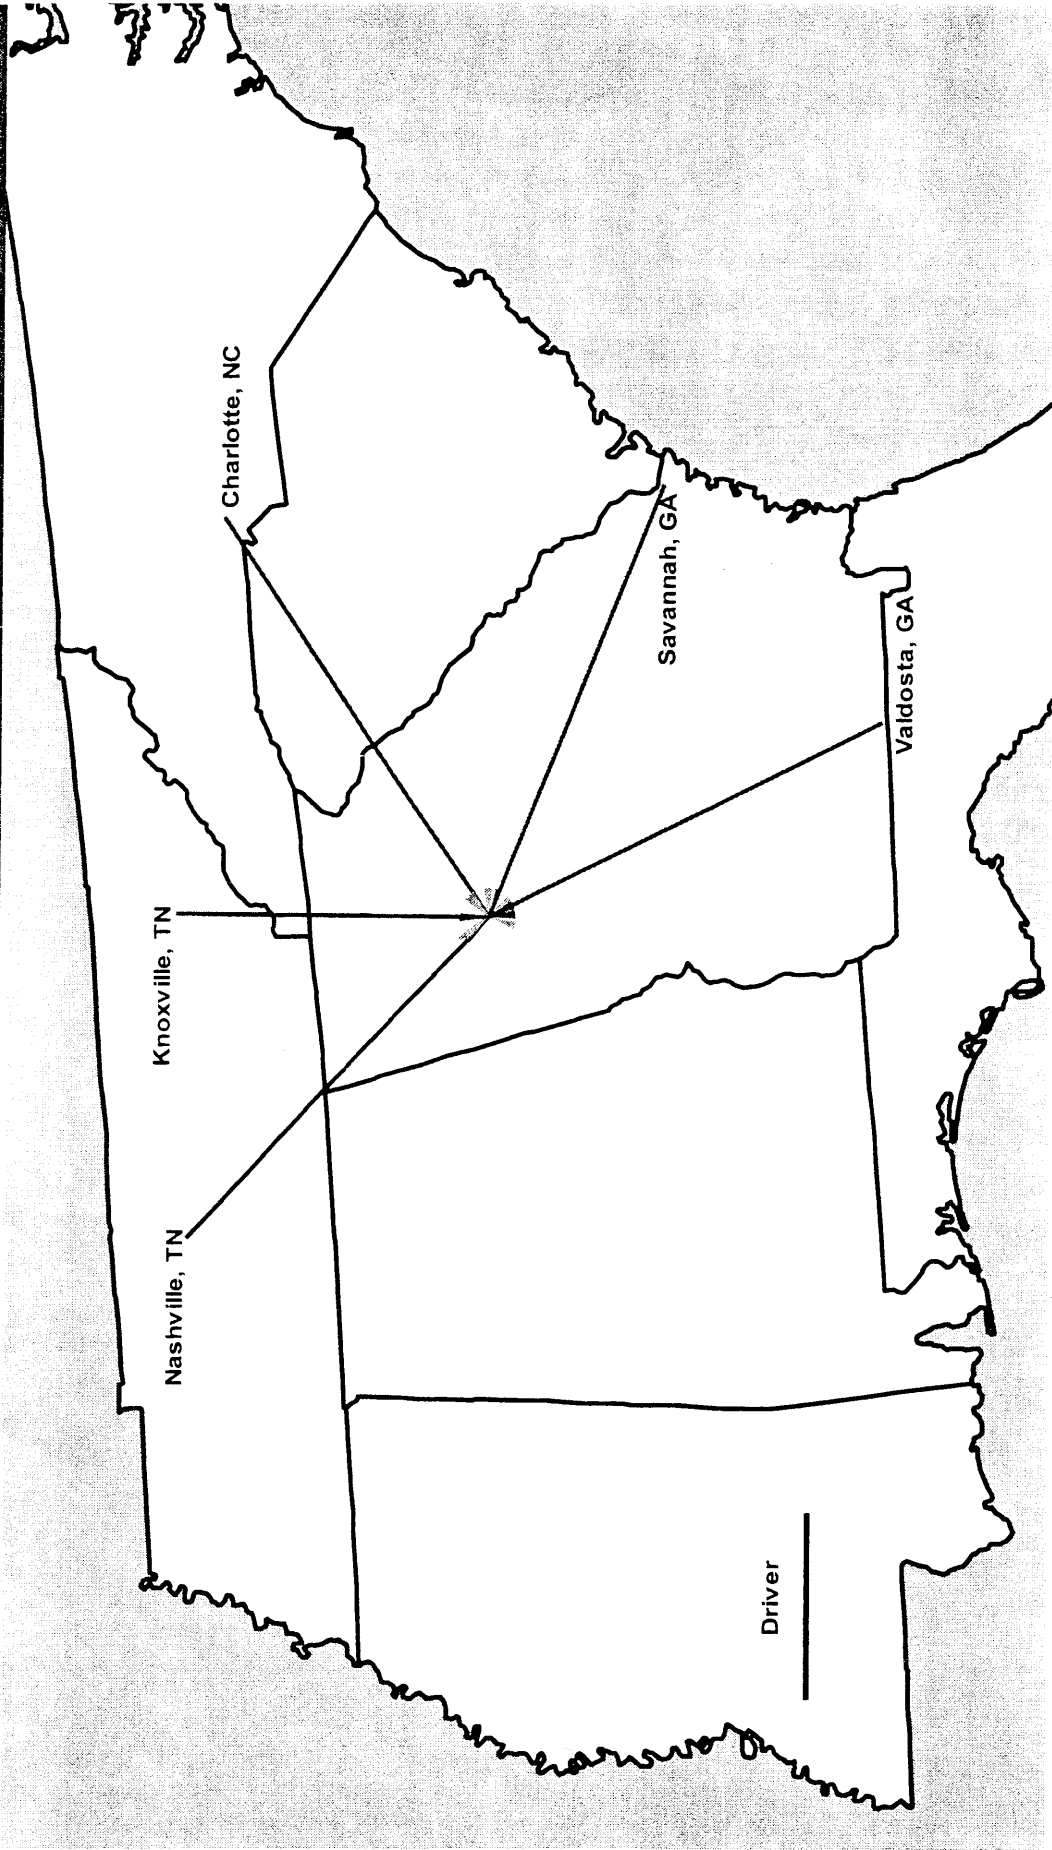 Nashville, TN
Knoxville, TN
Charlotte, NC
Savannah, GA
Valdosta, GA
Driver